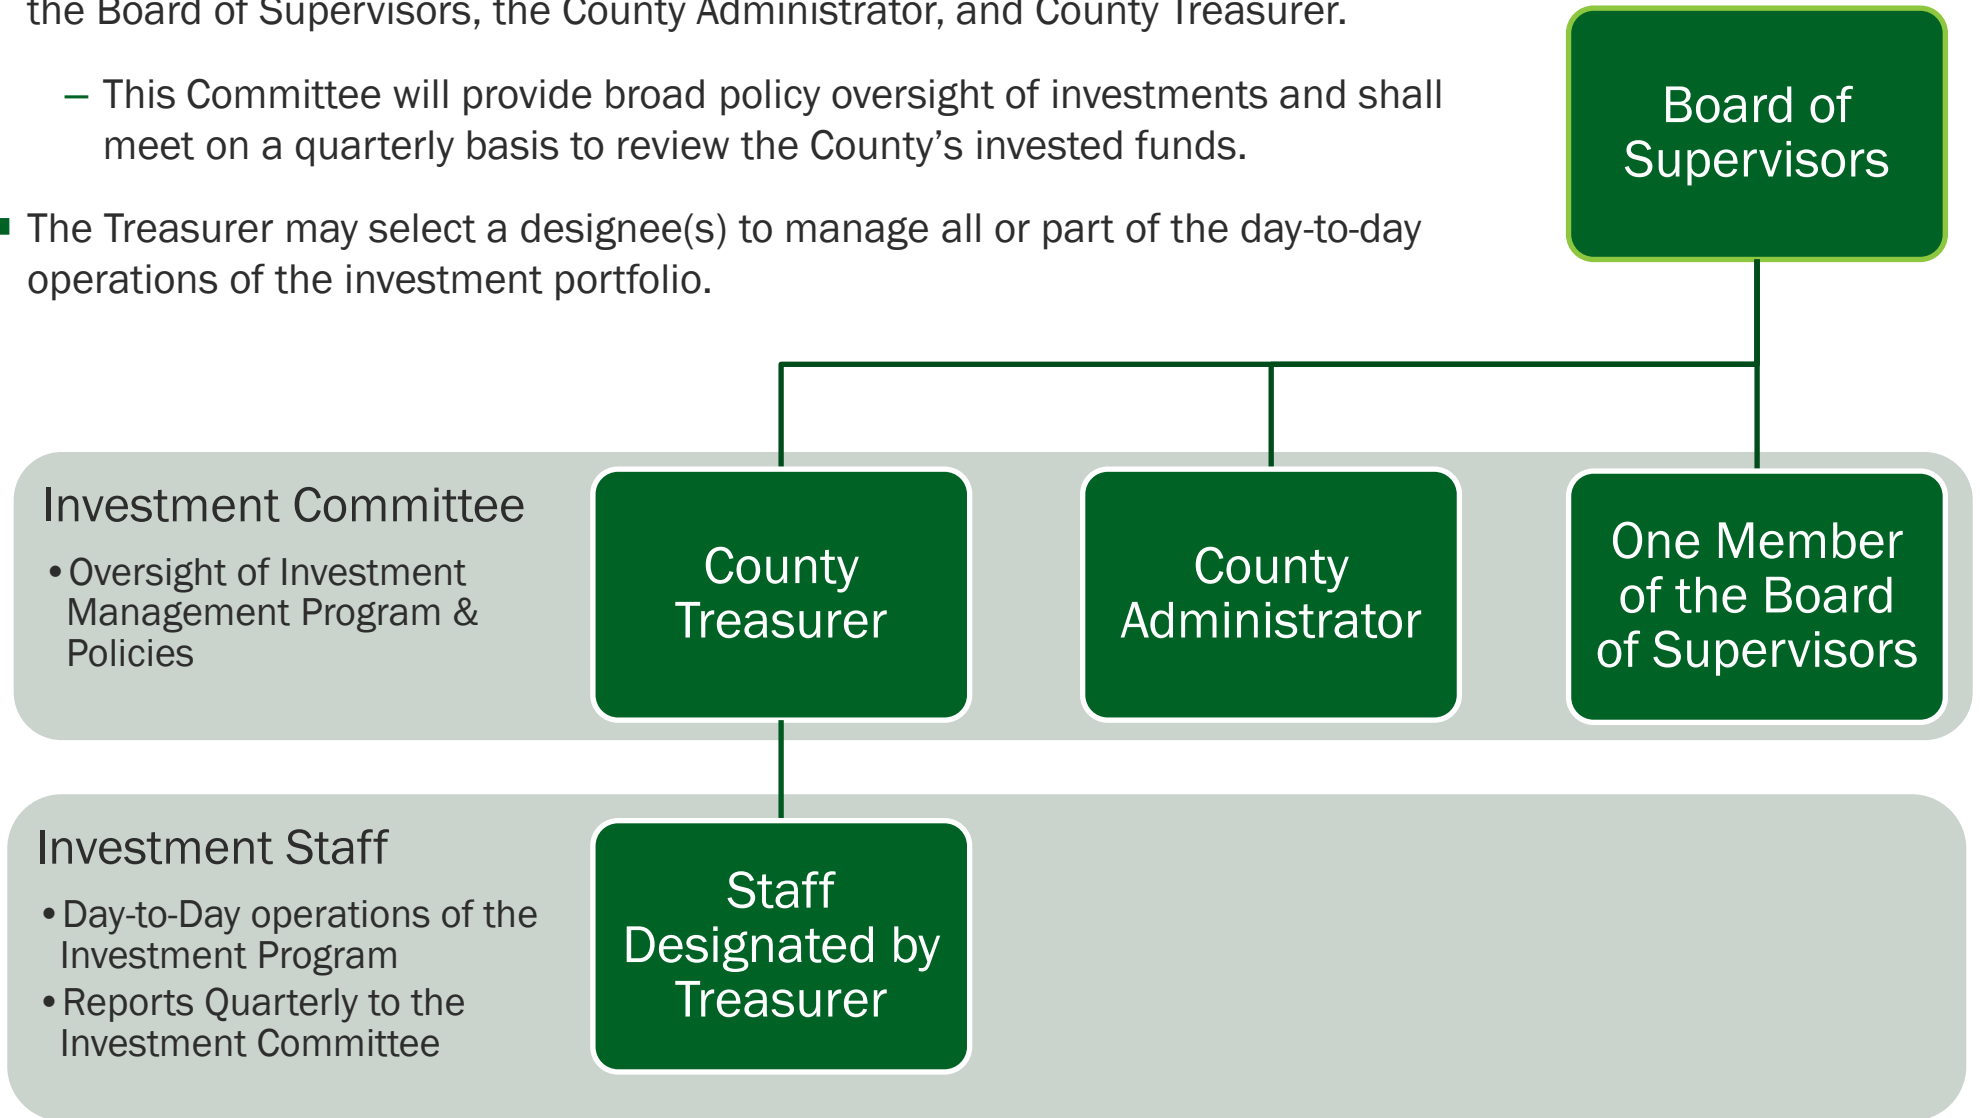 the Board of Supervisors, the County Administrator, and County Treasurer.
– This Committee will provide broad policy oversight of investments and shall
meet on a quarterly basis to review the County’s invested funds.
▪ The Treasurer may select a designee(s) to manage all or part of the day-to-day
operations of the investment portfolio.
Board of
Supervisors
Investment Committee
•Oversight of Investment
Management Program &
Policies
County
Treasurer
County
Administrator
One Member
of the Board
of Supervisors
Investment Staff
•Day-to-Day operations of the
Investment Program
•Reports Quarterly to the
Investment Committee
Staff
Designated by
Treasurer